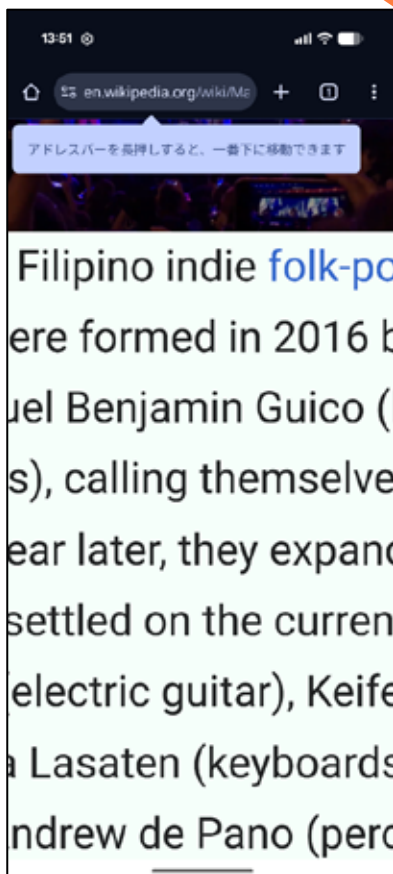 13:51
en.wikipedia.org/wiki/Ma
1
アドレスバーを長押しすると、一番下に移動できます
Filipino indie folk-po
ere formed in 2016 b
uel Benjamin Guico (
s), calling themselve
ear later, they expand
settled on the curren
(electric guitar), Keife
a Lasaten (keyboards
ndrew de Pano (perc